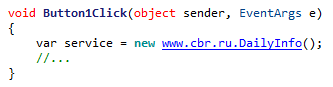 void Button1Click(object sender, EventArgs e)
{
var service = new www.cbr.ru.DailyInfo();
//...
}